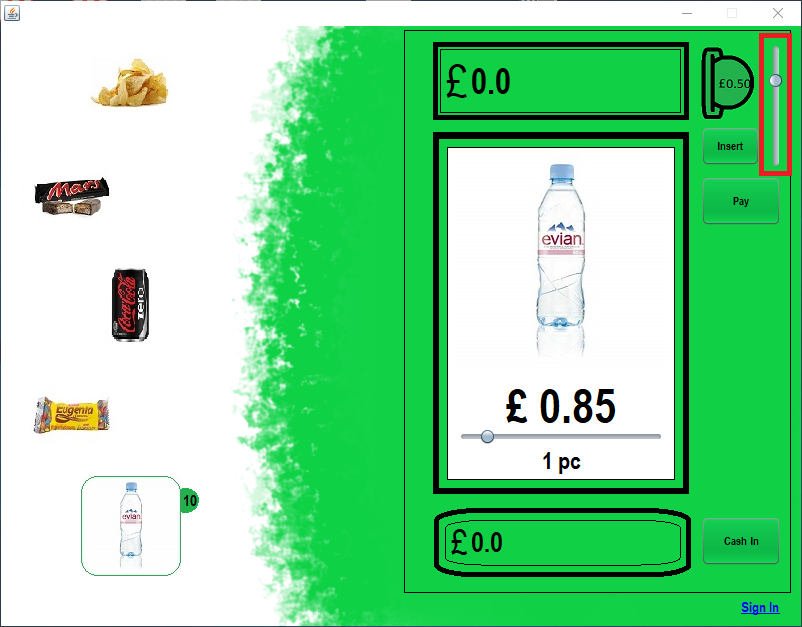 £0.0
£0.50
Insert
Mars
Pay
evian
Coca-Cola
zero
£ 0.85
Eugenia
1 pc
10
evian
£0.0
Cash In
Sign In